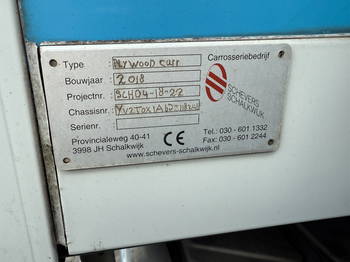 Type : PLYWOOD Carr
Carrosseriebedrijf
Bouwjaar : 2018
Projectnr. : SCH04-18-22
Chassisnr. :
Serienr. :
SCHEVERS
SCHALKWIJK
Provincialeweg 40-41
3998 JH Schalkwijk
CE
Tel.: 030 - 601 1332
Fax: 030 - 601 2244
www.schevers-schalkwijk.nl